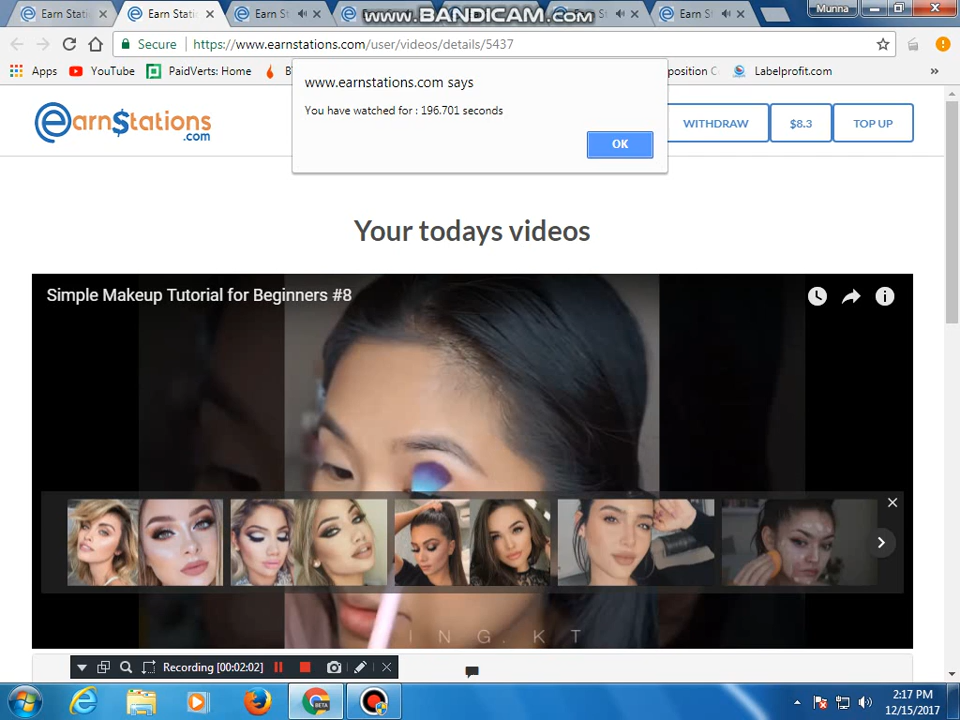 Earn Stati
Earn Stati
Earn St
Earn S
www.BANDICAM.com
Munna
Secure
https://www.earnstations.com/user/videos/details/5437
Apps
YouTube
PaidVerts: Home
Labelprofit.com
»
www.earnstations.com says
You have watched for : 196.701 seconds
OK
earn$tations
.com
WITHDRAW
$8.3
TOP UP
Your todays videos
Simple Makeup Tutorial for Beginners #8
I N G . K T
Recording [00:02:02]
BETA
2:17 PM
12/15/2017